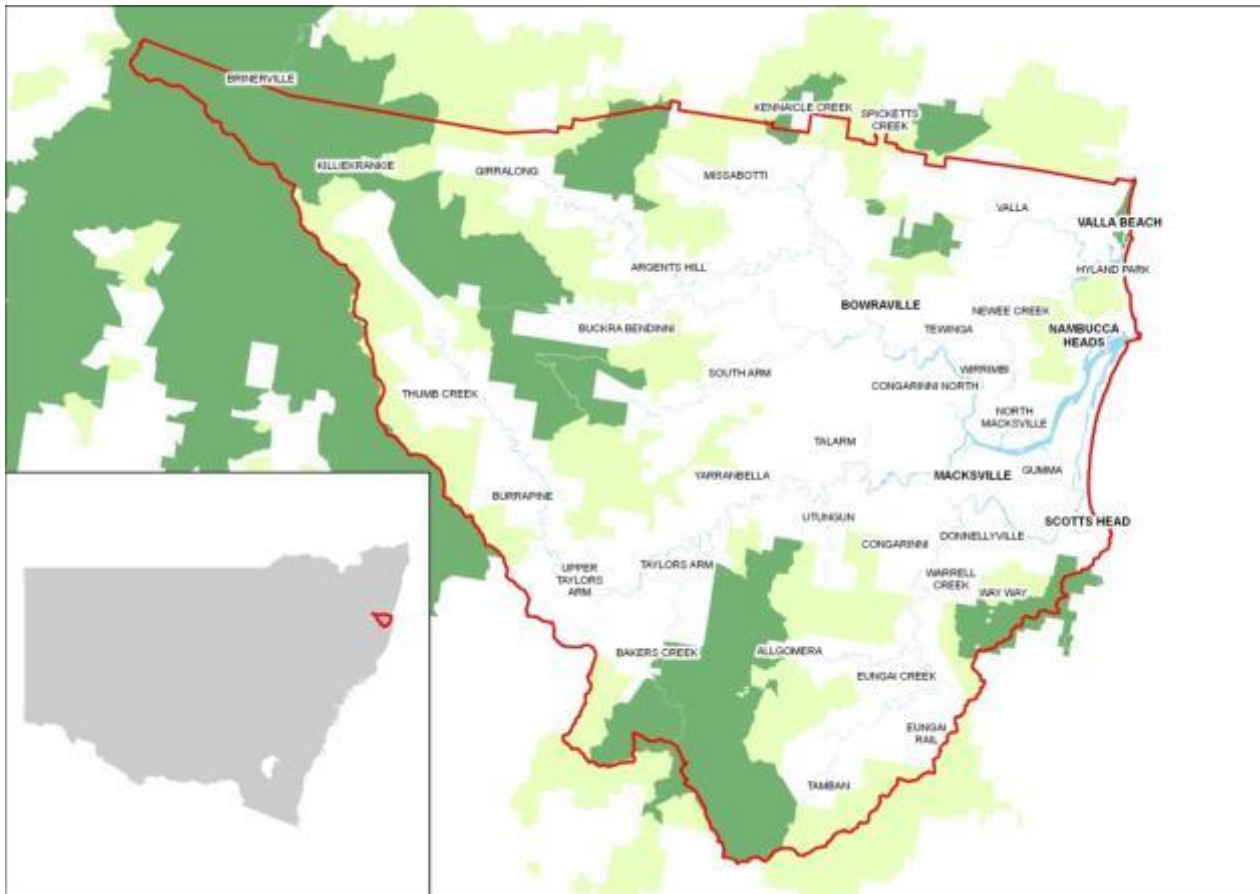 BRINERVILLE
KENNAICLE CREEK
SPICKETTS
CREEK
KILLIEKRANKIE
GIRRALONG
MISSABOTTI
VALLA
VALLA BEACH
ARGENTS HILL
HYLAND PARK
BOWRAVILLE
NEWEE CREEK
BUCKRA BENDINNI
TEWINGA
NAMBUCCA
HEADS
SOUTH ARM
WIRRIMBI
THUMB CREEK
CONGARINNI NORTH
NORTH
MACKSVILLE
TALARM
YARRANBELLA
MACKSVILLE
GUMMA
BURRAPINE
UTUNGUN
SCOTTS HEAD
CONGARINNI
DONNELLYVILLE
UPPER
TAYLORS
ARM
TAYLORS ARM
WARRELL
CREEK
WAY WAY
BAKERS CREEK
ALLGOMERA
EUNGAI CREEK
EUNGAI
RAIL
TAMBAN